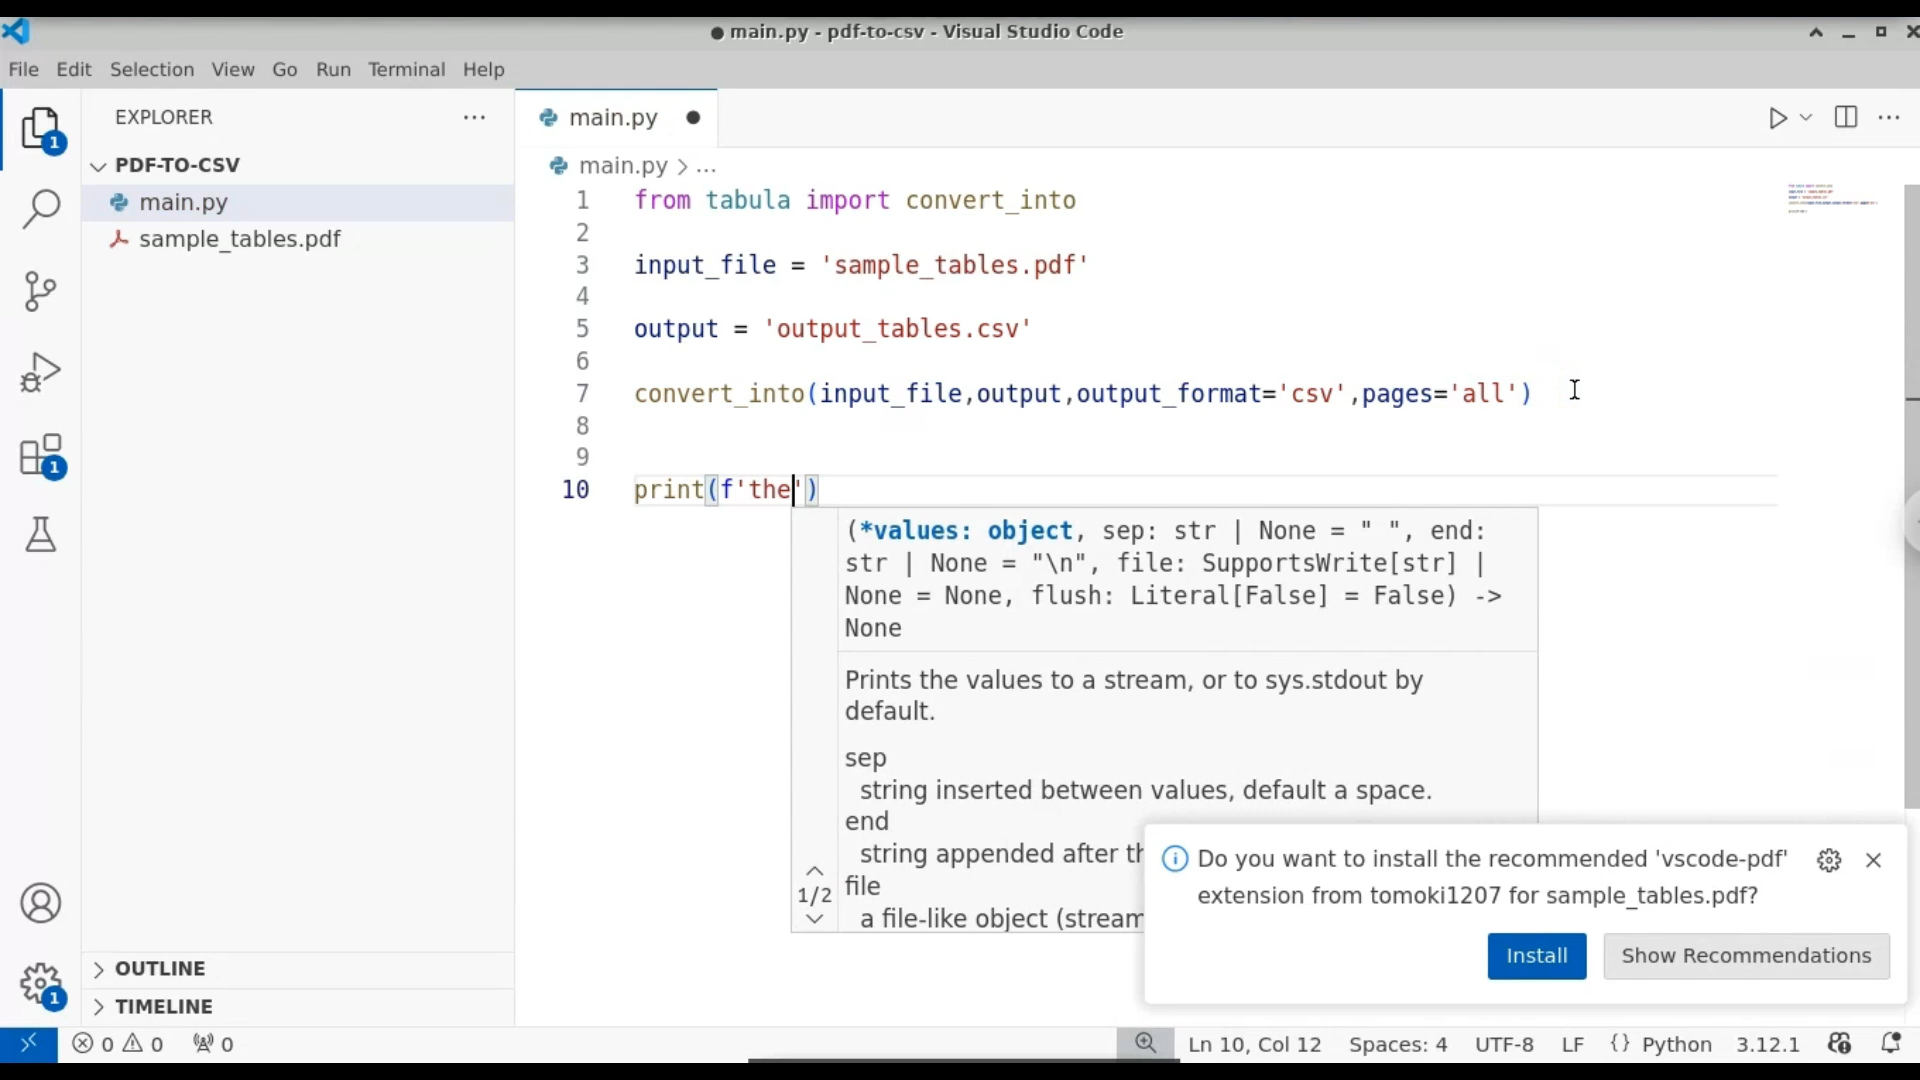 ● main.py - pdf-to-csv - Visual Studio Code
File Edit Selection View Go Run Terminal Help
EXPLORER
PDF-TO-CSV
main.py
sample_tables.pdf
OUTLINE
TIMELINE
1
1
1
main.py
main.py > ...
1 from tabula import convert_into
2
3 input_file = 'sample_tables.pdf'
4
5 output = 'output_tables.csv'
6
7 convert_into(input_file,output,output_format='csv',pages='all')
8
9
10 print(f'the')
(*values: object, sep: str | None = " ", end:
str | None = "\n", file: SupportsWrite[str] |
None = None, flush: Literal[False] = False) ->
None
Prints the values to a stream, or to sys.stdout by
default.
sep
string inserted between values, default a space.
end
string appended after th
file
a file-like object (stream
1/2
Do you want to install the recommended 'vscode-pdf'
extension from tomoki1207 for sample_tables.pdf?
Install Show Recommendations
0 0 0 Ln 10, Col 12 Spaces: 4 UTF-8 LF {} Python 3.12.1